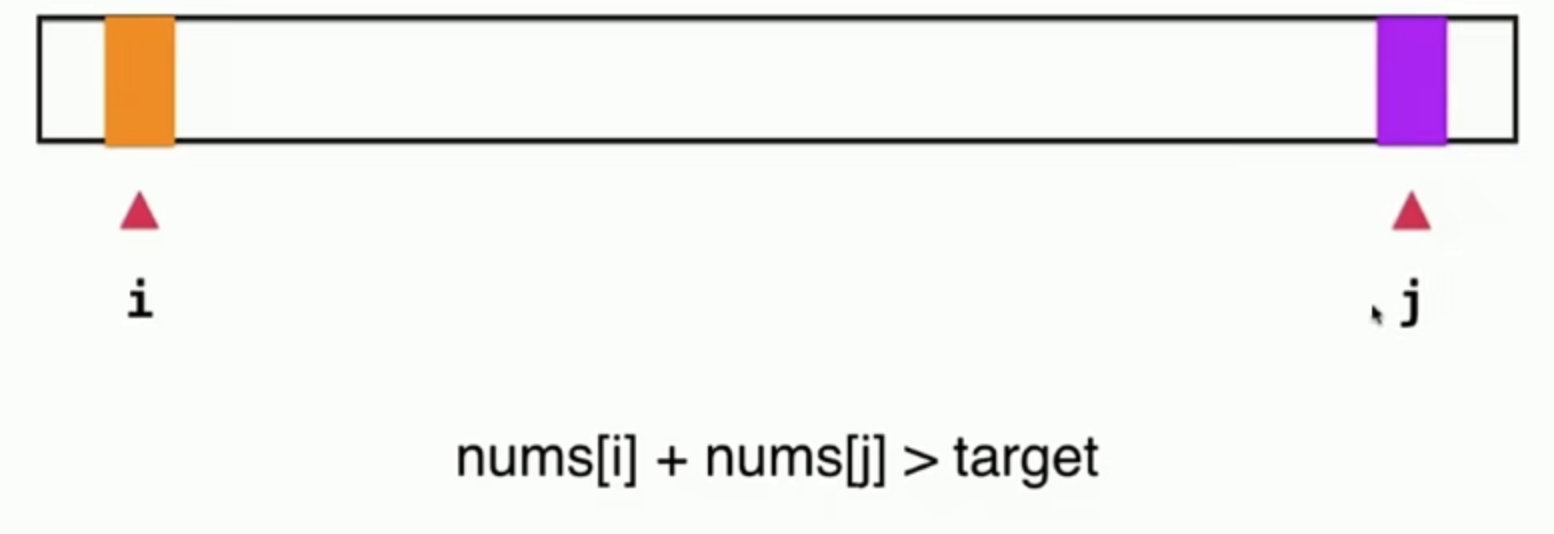 i j
nums[i] + nums[j] > target